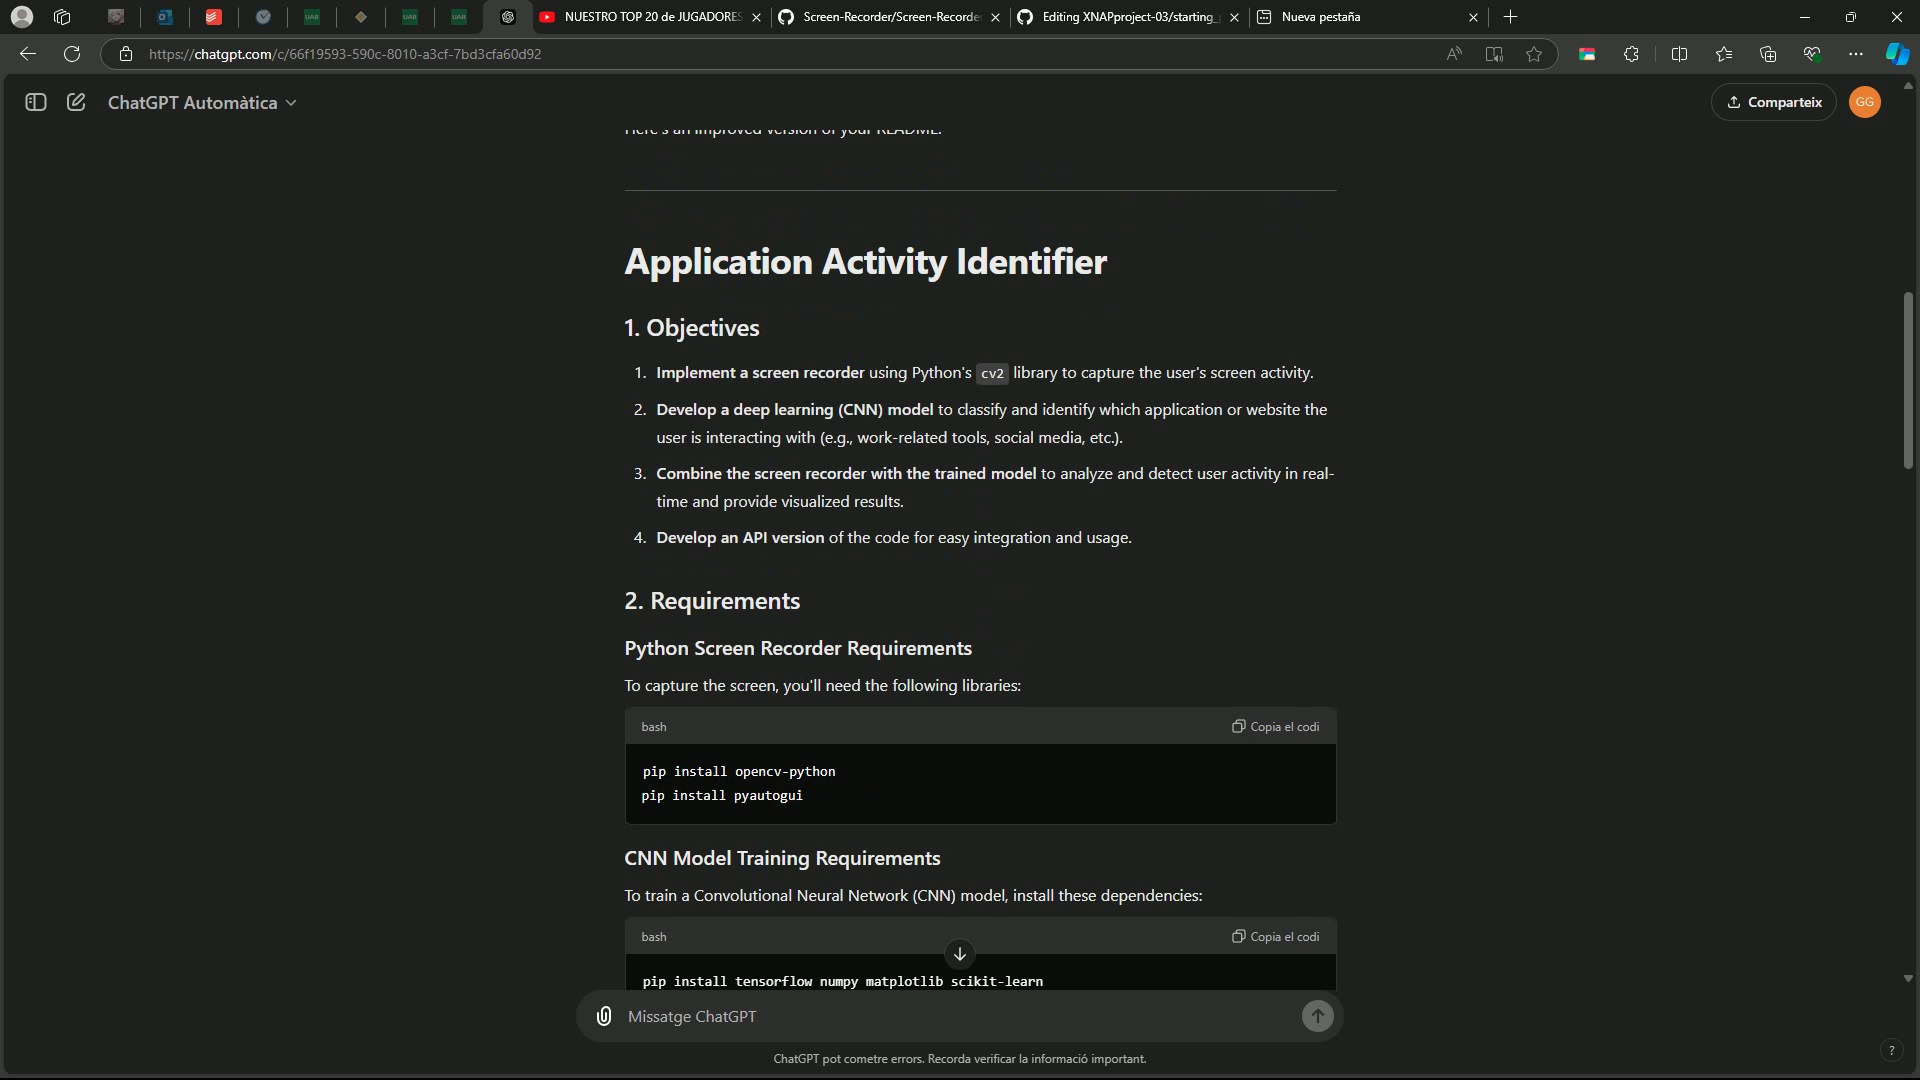 NUESTRO TOP 20 de JUGADORES
Screen-Recorder/Screen-Recorde
Editing XNAPproject-03/starting_
Nueva pestaña
https://chatgpt.com/c/66f19593-590c-8010-a3cf-7bd3cfa60d92
ChatGPT Automàtica
Comparteix
GG
Here's an improved version of your README:
Application Activity Identifier
1. Objectives
1. Implement a screen recorder using Python's cv2 library to capture the user's screen activity.
2. Develop a deep learning (CNN) model to classify and identify which application or website the
user is interacting with (e.g., work-related tools, social media, etc.).
3. Combine the screen recorder with the trained model to analyze and detect user activity in real-
time and provide visualized results.
4. Develop an API version of the code for easy integration and usage.
2. Requirements
Python Screen Recorder Requirements
To capture the screen, you'll need the following libraries:
bash
Copia el codi
pip install opencv-python
pip install pyautogui
CNN Model Training Requirements
To train a Convolutional Neural Network (CNN) model, install these dependencies:
bash
Copia el codi
pip install tensorflow numpy matplotlib scikit-learn
Missatge ChatGPT
ChatGPT pot cometre errors. Recorda verificar la informació important.
?